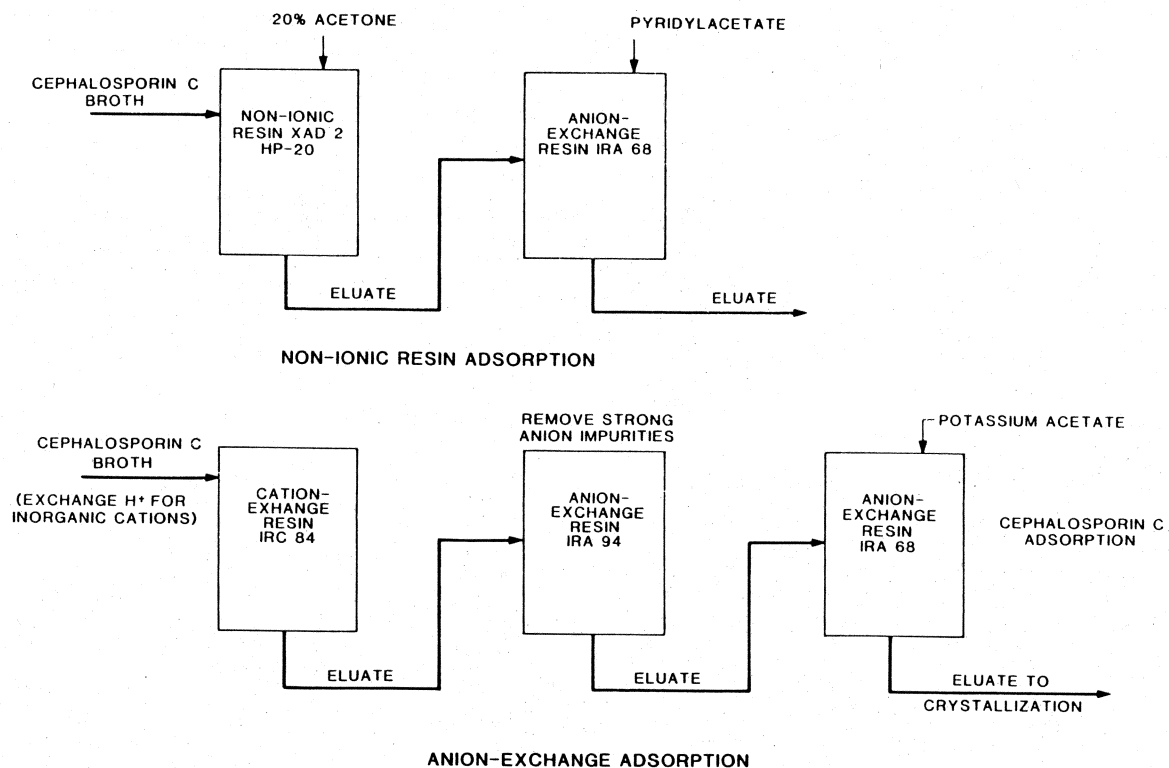 20% ACETONE
PYRIDYLACETATE
CEPHALOSPORIN C
BROTH
NON-IONIC
RESIN XAD 2
HP-20
ANION-
EXCHANGE
RESIN IRA 68
ELUATE
ELUATE
NON-IONIC RESIN ADSORPTION
CEPHALOSPORIN C
BROTH
(EXCHANGE H+ FOR
INORGANIC CATIONS)
CATION-
EXHANGE
RESIN
IRC 84
REMOVE STRONG
ANION IMPURITIES
ANION-
EXCHANGE
RESIN
IRA 94
POTASSIUM ACETATE
ANION-
EXCHANGE
RESIN
IRA 68
CEPHALOSPORIN C
ADSORPTION
ELUATE
ELUATE
ELUATE TO
CRYSTALLIZATION
ANION-EXCHANGE ADSORPTION